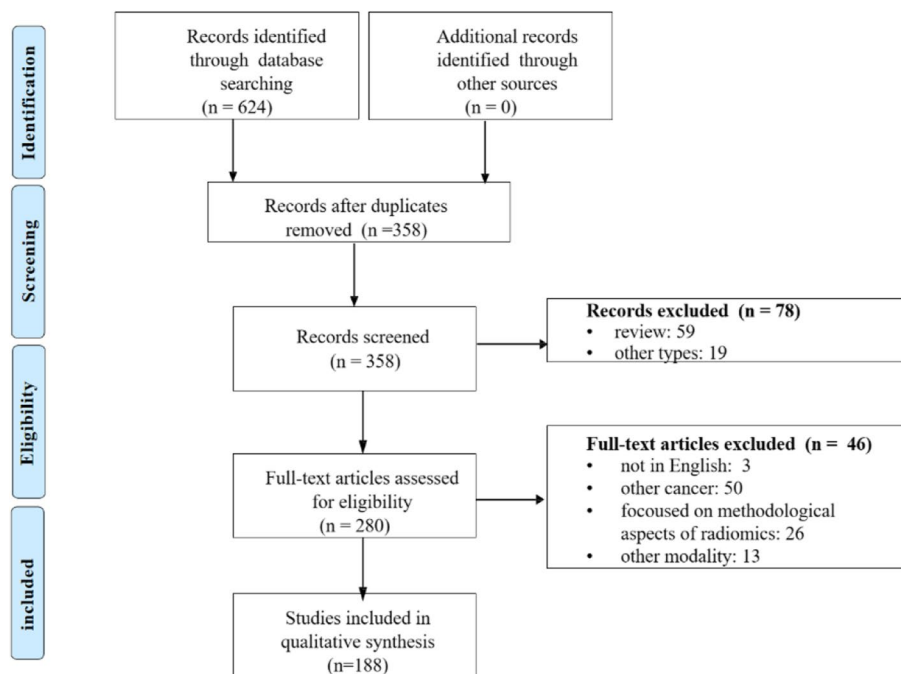 Identification
Records identified
through database
searching
(n = 624)
Additional records
identified through
other sources
(n = 0)
Screening
Records after duplicates
removed (n =358)
Records screened
(n = 358)
Records excluded (n = 78)
• review: 59
• other types: 19
Eligibility
Full-text articles assessed
for eligibility
(n = 280)
Full-text articles excluded (n = 46)
• not in English: 3
• other cancer: 50
• focoused on methodological
aspects of radiomics: 26
• other modality: 13
included
Studies included in
qualitative synthesis
(n=188)